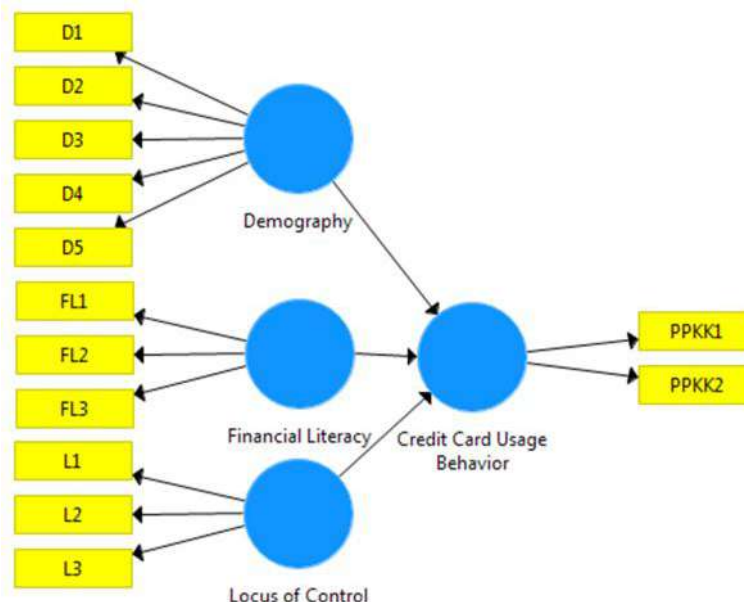 D1
D2
D3
D4
D5
Demography
FL1
FL2
FL3
Financial Literacy
L1
L2
L3
Locus of Control
Credit Card Usage
Behavior
PPKK1
PPKK2